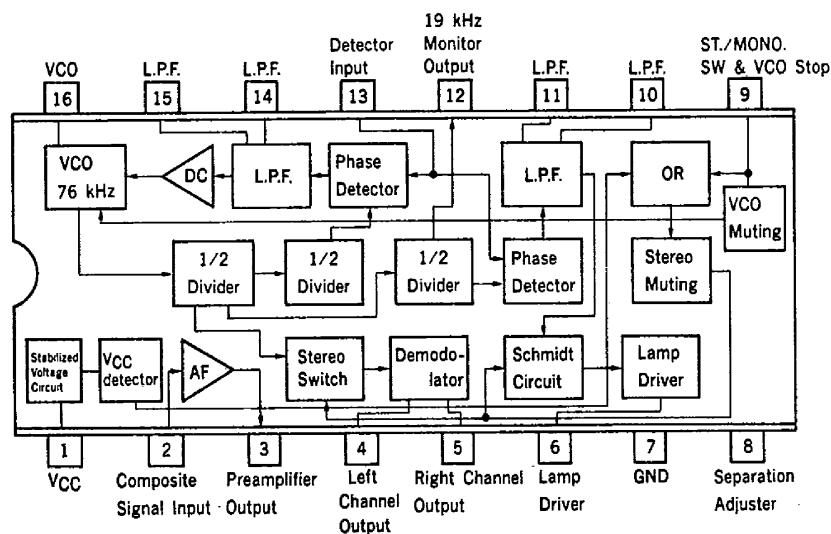 19 kHz
Detector Monitor ST./MONO.
VCO L.P.F. L.P.F. Input Output L.P.F. L.P.F. SW & VCO Stop
16 15 14 13 12 11 10 9
VCO
76 kHz
DC
L.P.F.
Phase
Detector
L.P.F.
OR
VCO
Muting
1/2
Divider
1/2
Divider
1/2
Divider
Phase
Detector
Stereo
Muting
Stabilized
Voltage
Circuit
VCC
detector
AF
Stereo
Switch
Demodo-
lator
Schmidt
Circuit
Lamp
Driver
1 2 3 4 5 6 7 8
VCC
Composite
Signal Input
Preamplifier
Output
Left
Channel
Output
Right Channel
Output
Lamp
Driver
GND
Separation
Adjuster